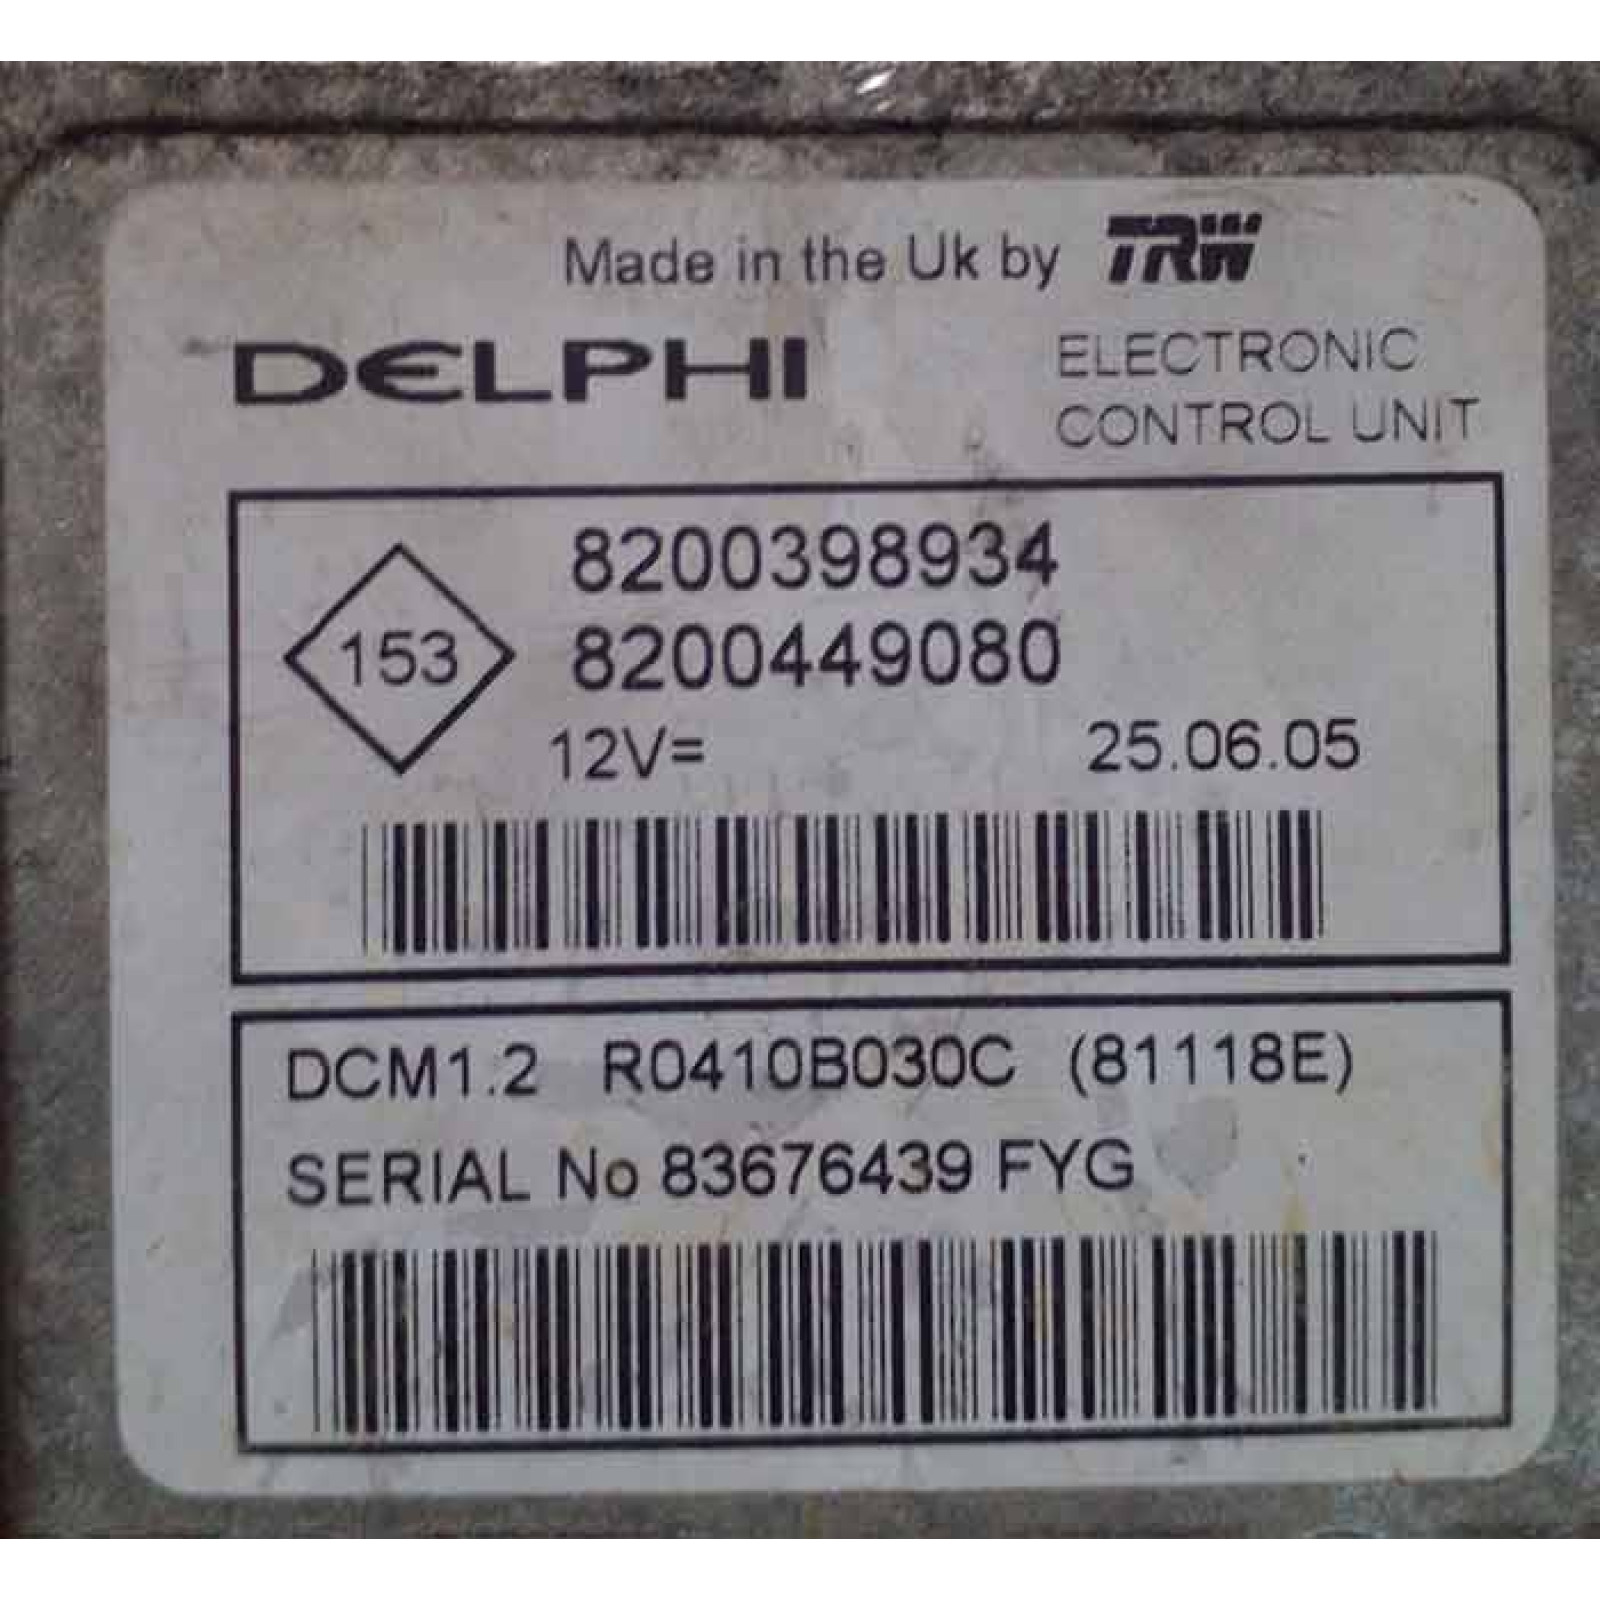 Made in the Uk by TRW
DELPHI
ELECTRONIC
CONTROL UNIT
8200398934
153
8200449080
12V= 25.06.05
DCM1.2 R0410B030C (81118E)
SERIAL No 83676439 FYG